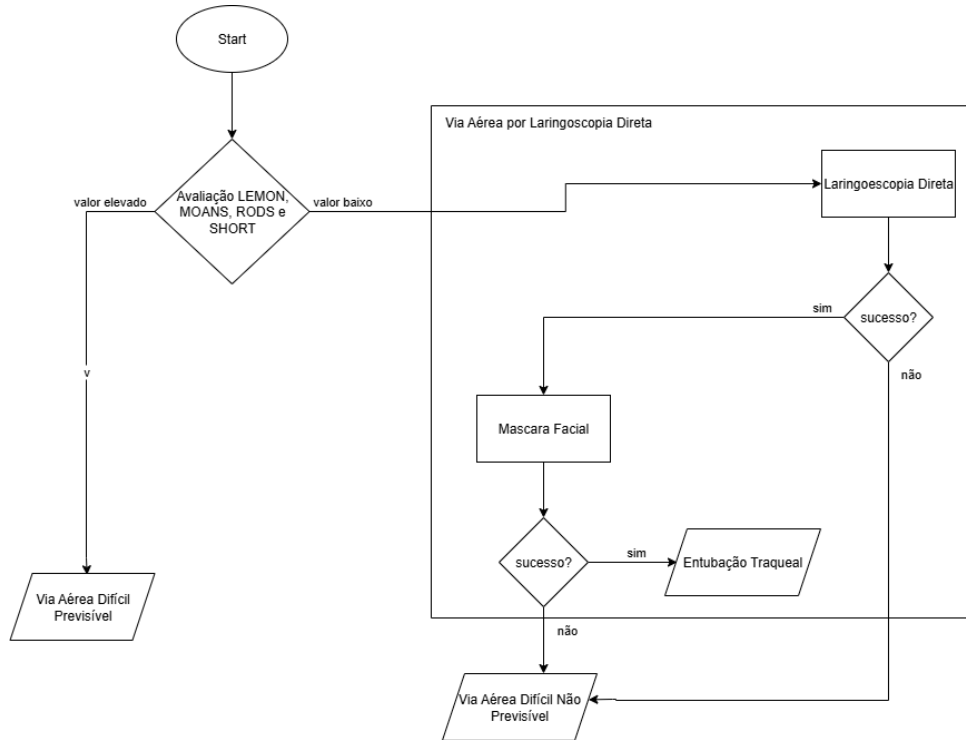 Start
Via Aérea por Laringoscopia Direta
Avaliação LEMON,
MOANS, RODS e
SHORT
valor elevado
valor baixo
Laringoescopia Direta
sucesso?
sim
não
v
Mascara Facial
sucesso?
sim
Entubação Traqueal
não
Via Aérea Difícil
Previsível
Via Aérea Difícil Não
Previsível